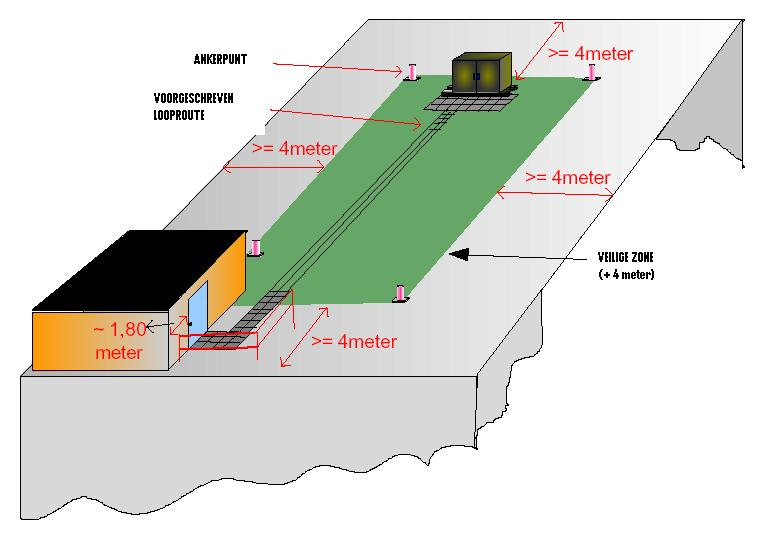 >= 4meter
ANKERPUNT
VOORGESCHREVEN
LOOPROUTE
>= 4meter
>= 4meter
VEILIGE ZONE
(+ 4 meter)
~ 1,80
meter
>= 4meter